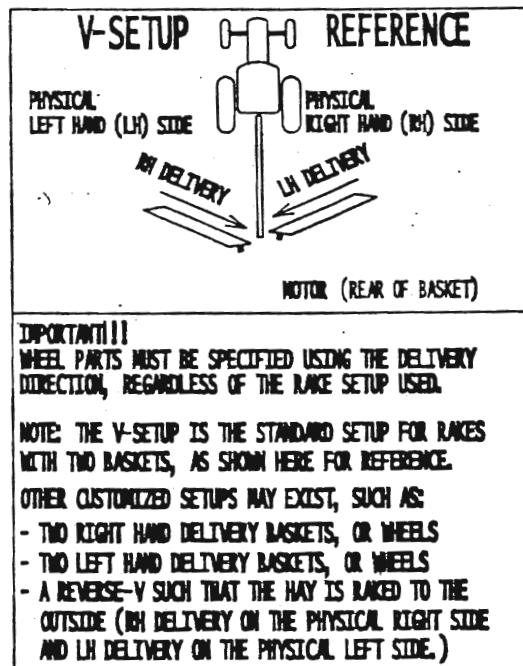 V-SETUP REFERENCE
PHYSICAL
LEFT HAND (LH) SIDE
PHYSICAL
RIGHT HAND (RH) SIDE
RH DELIVERY
LH DELIVERY
MOTOR (REAR OF BASKET)
IMPORTANT!!!
WHEEL PARTS MUST BE SPECIFIED USING THE DELIVERY
DIRECTION, REGARDLESS OF THE RAKE SETUP USED.
NOTE: THE V-SETUP IS THE STANDARD SETUP FOR RAKES
WITH TWO BASKETS, AS SHOWN HERE FOR REFERENCE.
OTHER CUSTOMIZED SETUPS MAY EXIST, SUCH AS:
- TWO RIGHT HAND DELIVERY BASKETS, OR WHEELS
- TWO LEFT HAND DELIVERY BASKETS, OR WHEELS
- A REVERSE-V SUCH THAT THE HAY IS RAKED TO THE
OUTSIDE (RH DELIVERY ON THE PHYSICAL RIGHT SIDE
AND LH DELIVERY ON THE PHYSICAL LEFT SIDE.)